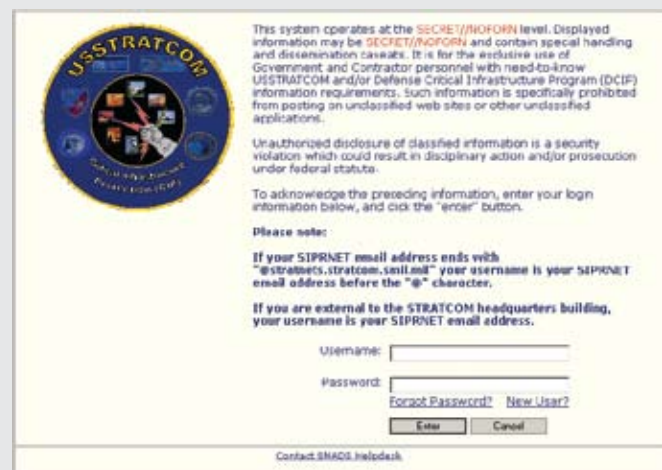 USSTRATCOM
This system operates at the SECRET//NOFORN level. Displayed
information may be SECRET//NOFORN and contain special handling
and dissemination caveats. It is for the exclusive use of
Government and Contractor personnel with need-to-know
USSTRATCOM and/or Defense Critical Infrastructure Program (DCIP)
information requirements. Such information is specifically prohibited
from posting on unclassified web sites or other unclassified
applications.
Unauthorized disclosure of classified information is a security
violation which could result in disciplinary action and/or prosecution
under federal statute.
To acknowledge the preceding information, enter your login
information below, and click the "enter" button.
Please note:
If your SIPRNET email address ends with
"@stratnets.stratcom.smil.mil" your username is your SIPRNET
email address before the "@" character.
If you are external to the STRATCOM headquarters building,
your username is your SIPRNET email address.
Username:
Password:
Forgot Password? New User?
Enter Cancel
Contact SNADS Helpdesk